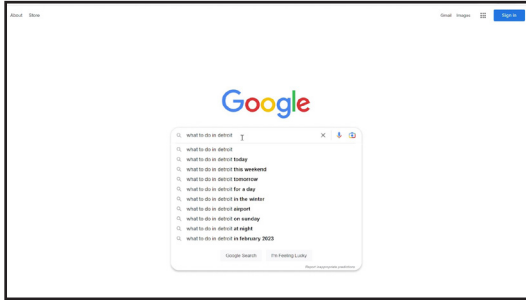 About Store Gmail Images Sign in
Google
what to do in detroit
what to do in detroit
what to do in detroit today
what to do in detroit this weekend
what to do in detroit tomorrow
what to do in detroit for a day
what to do in detroit in the winter
what to do in detroit airport
what to do in detroit on sunday
what to do in detroit at night
what to do in detroit in february 2023
Google Search I'm Feeling Lucky
Report inappropriate predictions